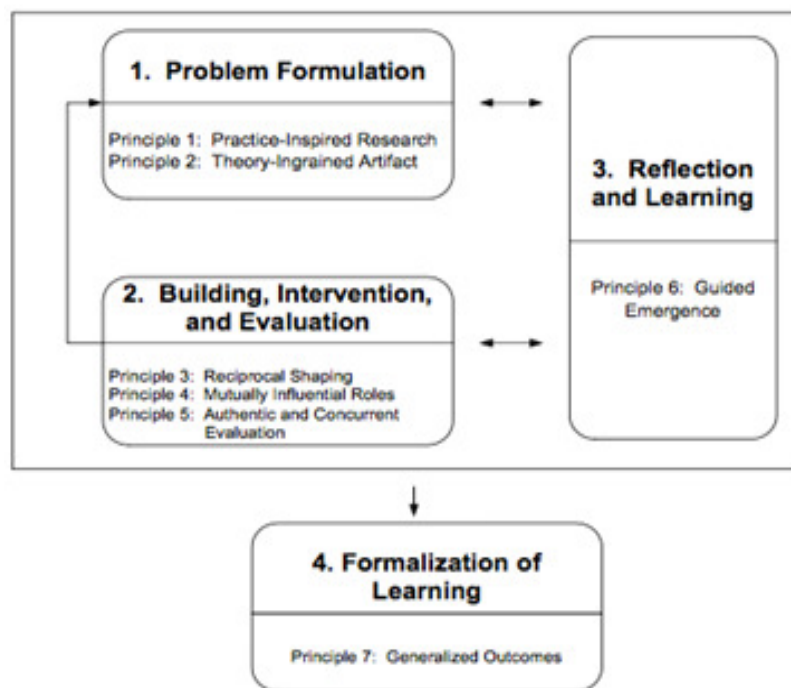 1. Problem Formulation
Principle 1: Practice-Inspired Research
Principle 2: Theory-Ingrained Artifact
2. Building, Intervention,
and Evaluation
Principle 3: Reciprocal Shaping
Principle 4: Mutually Influential Roles
Principle 5: Authentic and Concurrent
Evaluation
3. Reflection
and Learning
Principle 6: Guided
Emergence
4. Formalization of
Learning
Principle 7: Generalized Outcomes